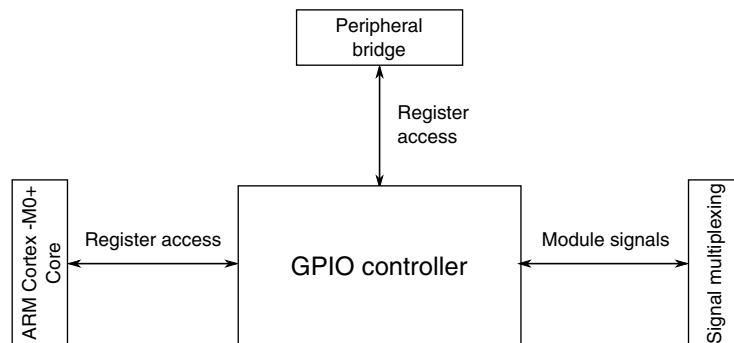 Peripheral
bridge
Register
access
ARM Cortex -M0+
Core
Register access
GPIO controller
Module signals
Signal multiplexing